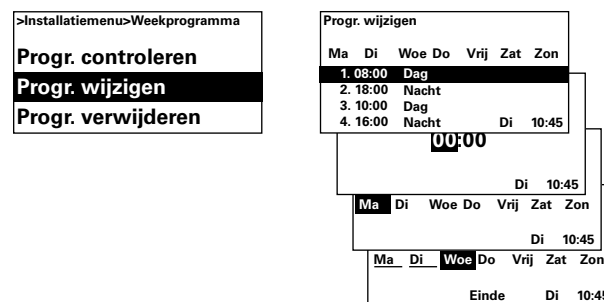 >Installatiemenu>Weekprogramma
Progr. controleren
Progr. wijzigen
Progr. verwijderen
Progr. wijzigen
Ma Di Woe Do Vrij Zat Zon
1. 08:00 Dag
2. 18:00 Nacht
3. 10:00 Dag
4. 16:00 Nacht Di 10:45
00:00
Di 10:45
Ma Di Woe Do Vrij Zat Zon
Di 10:45
Ma Di Woe Do Vrij Zat Zon
Einde Di 10:45